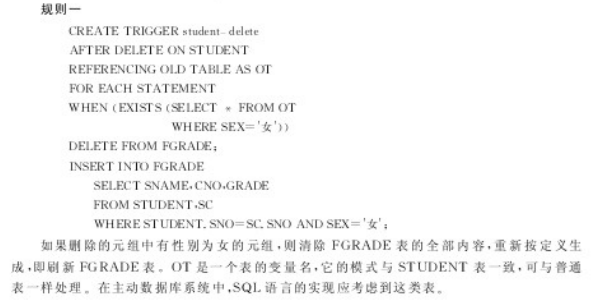 规则一
CREATE TRIGGER student-delete
AFTER DELETE ON STUDENT
REFERENCING OLD TABLE AS OT
FOR EACH STATEMENT
WHEN (EXISTS (SELECT * FROM OT
WHERE SEX='女'))
DELETE FROM FGRADE;
INSERT INTO FGRADE
SELECT SNAME,CNO,GRADE
FROM STUDENT,SC
WHERE STUDENT.SNO=SC.SNO AND SEX='女';
如果删除的元组中有性别为女的元组,则清除 FGRADE 表的全部内容,重新按定义生
成,即刷新 FGRADE 表。OT 是一个表的变量名,它的模式与 STUDENT 表一致,可与普通
表一样处理。在主动数据库系统中,SQL 语言的实现应考虑到这类表。